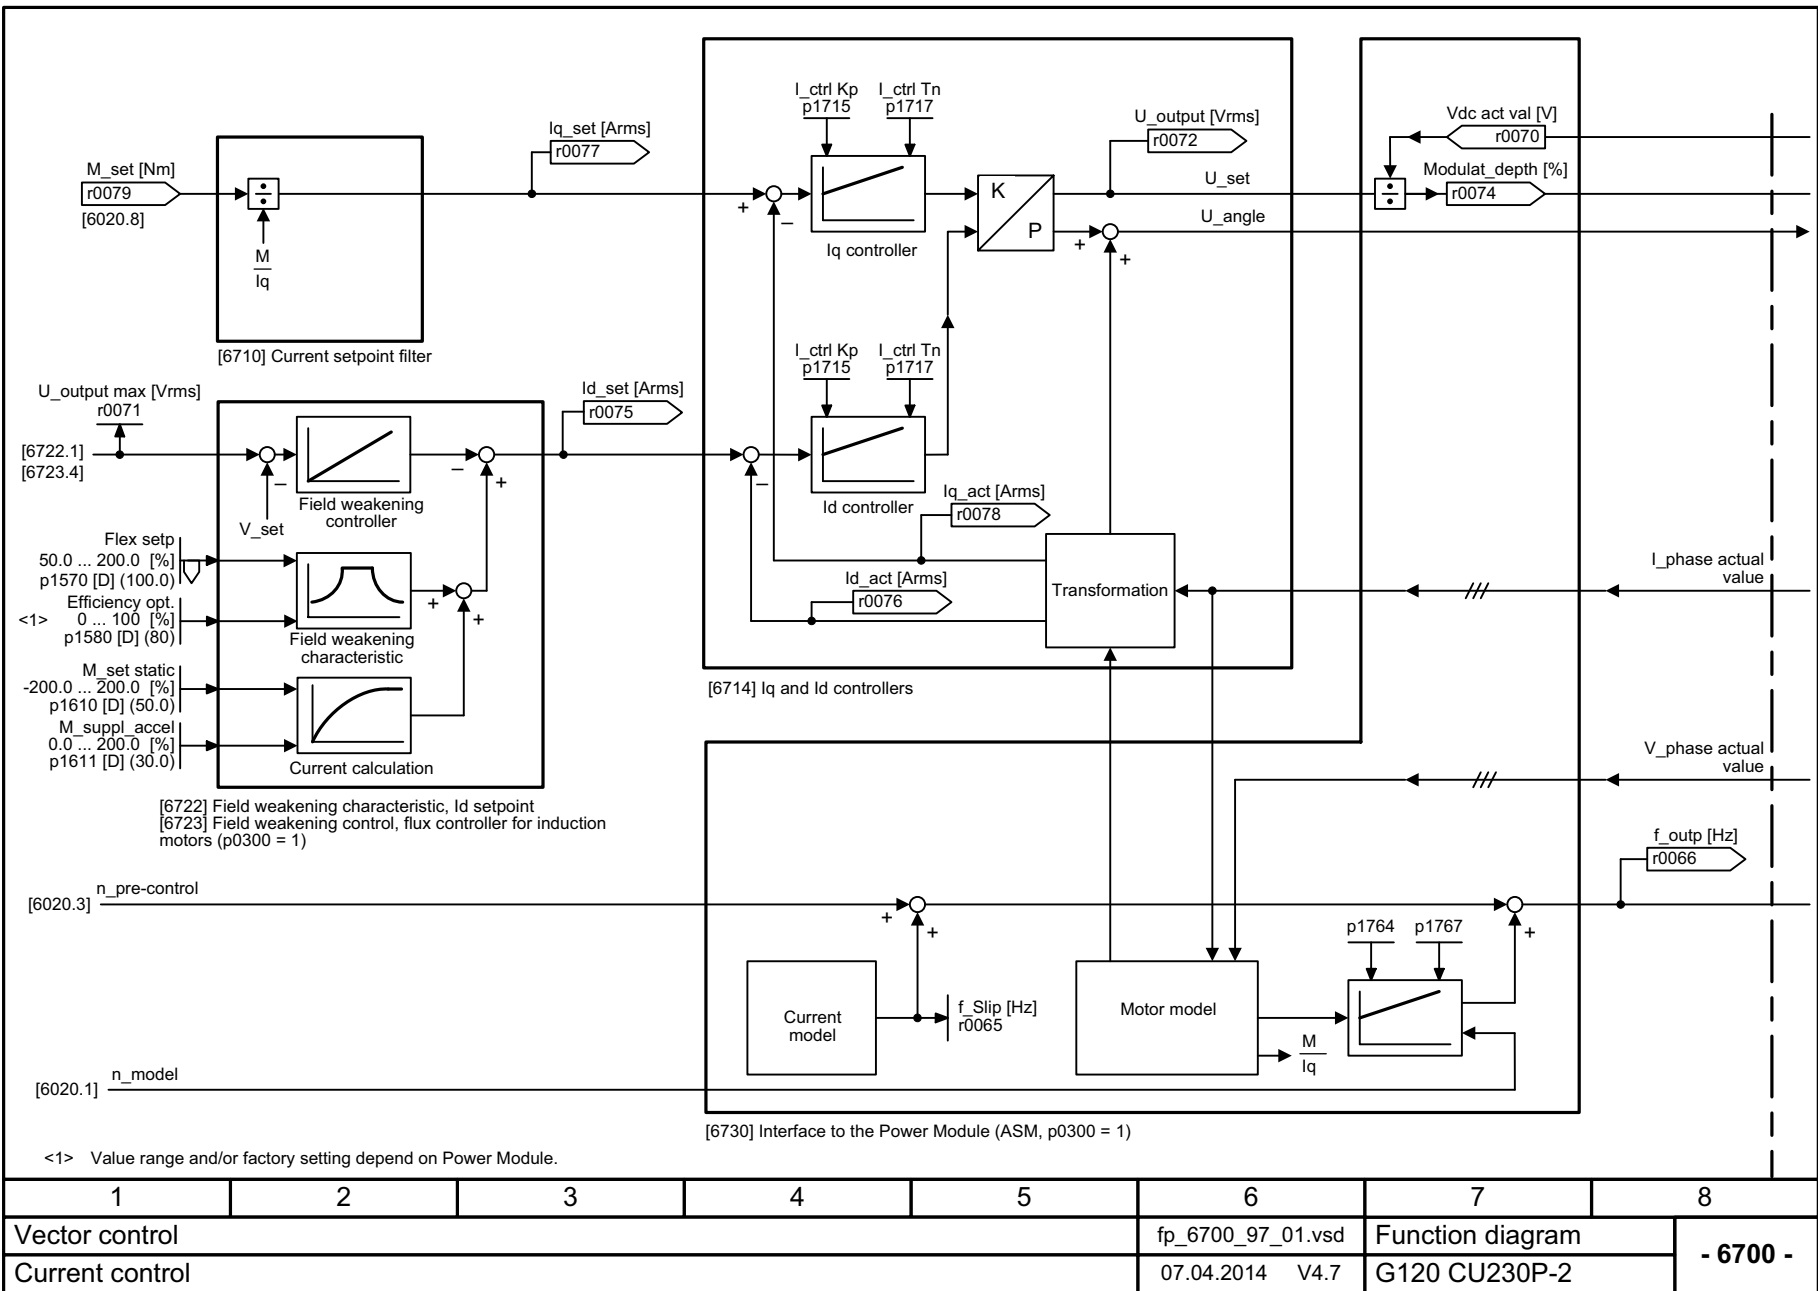 I_ctrl Kp
p1715
I_ctrl Tn
p1717
Iq_set [Arms]
r0077
U_output [Vrms]
r0072
Vdc act val [V]
r0070
M_set [Nm]
r0079
[6020.8]
÷
M
Iq
+
–
Iq controller
K
P
U_set
÷
Modulat_depth [%]
r0074
U_angle
+
+
[6710] Current setpoint filter
I_ctrl Kp
p1715
I_ctrl Tn
p1717
U_output max [Vrms]
r0071
[6722.1]
[6723.4]
Id_set [Arms]
r0075
–
V_set
Field weakening
controller
–
+
–
Id controller
Iq_act [Arms]
r0078
Flex setp
50.0 ... 200.0 [%]
p1570 [D] (100.0)
Efficiency opt.
<1> 0 ... 100 [%]
p1580 [D] (80)
Field weakening
characteristic
+
+
Id_act [Arms]
r0076
Transformation
I_phase actual
value
M_set static
-200.0 ... 200.0 [%]
p1610 [D] (50.0)
M_suppl_accel
0.0 ... 200.0 [%]
p1611 [D] (30.0)
Current calculation
[6714] Iq and Id controllers
V_phase actual
value
[6722] Field weakening characteristic, Id setpoint
[6723] Field weakening control, flux controller for induction
motors (p0300 = 1)
f_outp [Hz]
r0066
[6020.3]
n_pre-control
+
+
p1764
p1767
+
Current
model
f_Slip [Hz]
r0065
Motor model
M
Iq
[6020.1]
n_model
[6730] Interface to the Power Module (ASM, p0300 = 1)
<1> Value range and/or factory setting depend on Power Module.
1 2 3 4 5 6 7 8
Vector control
fp_6700_97_01.vsd
Function diagram
- 6700 -
Current control
07.04.2014 V4.7
G120 CU230P-2